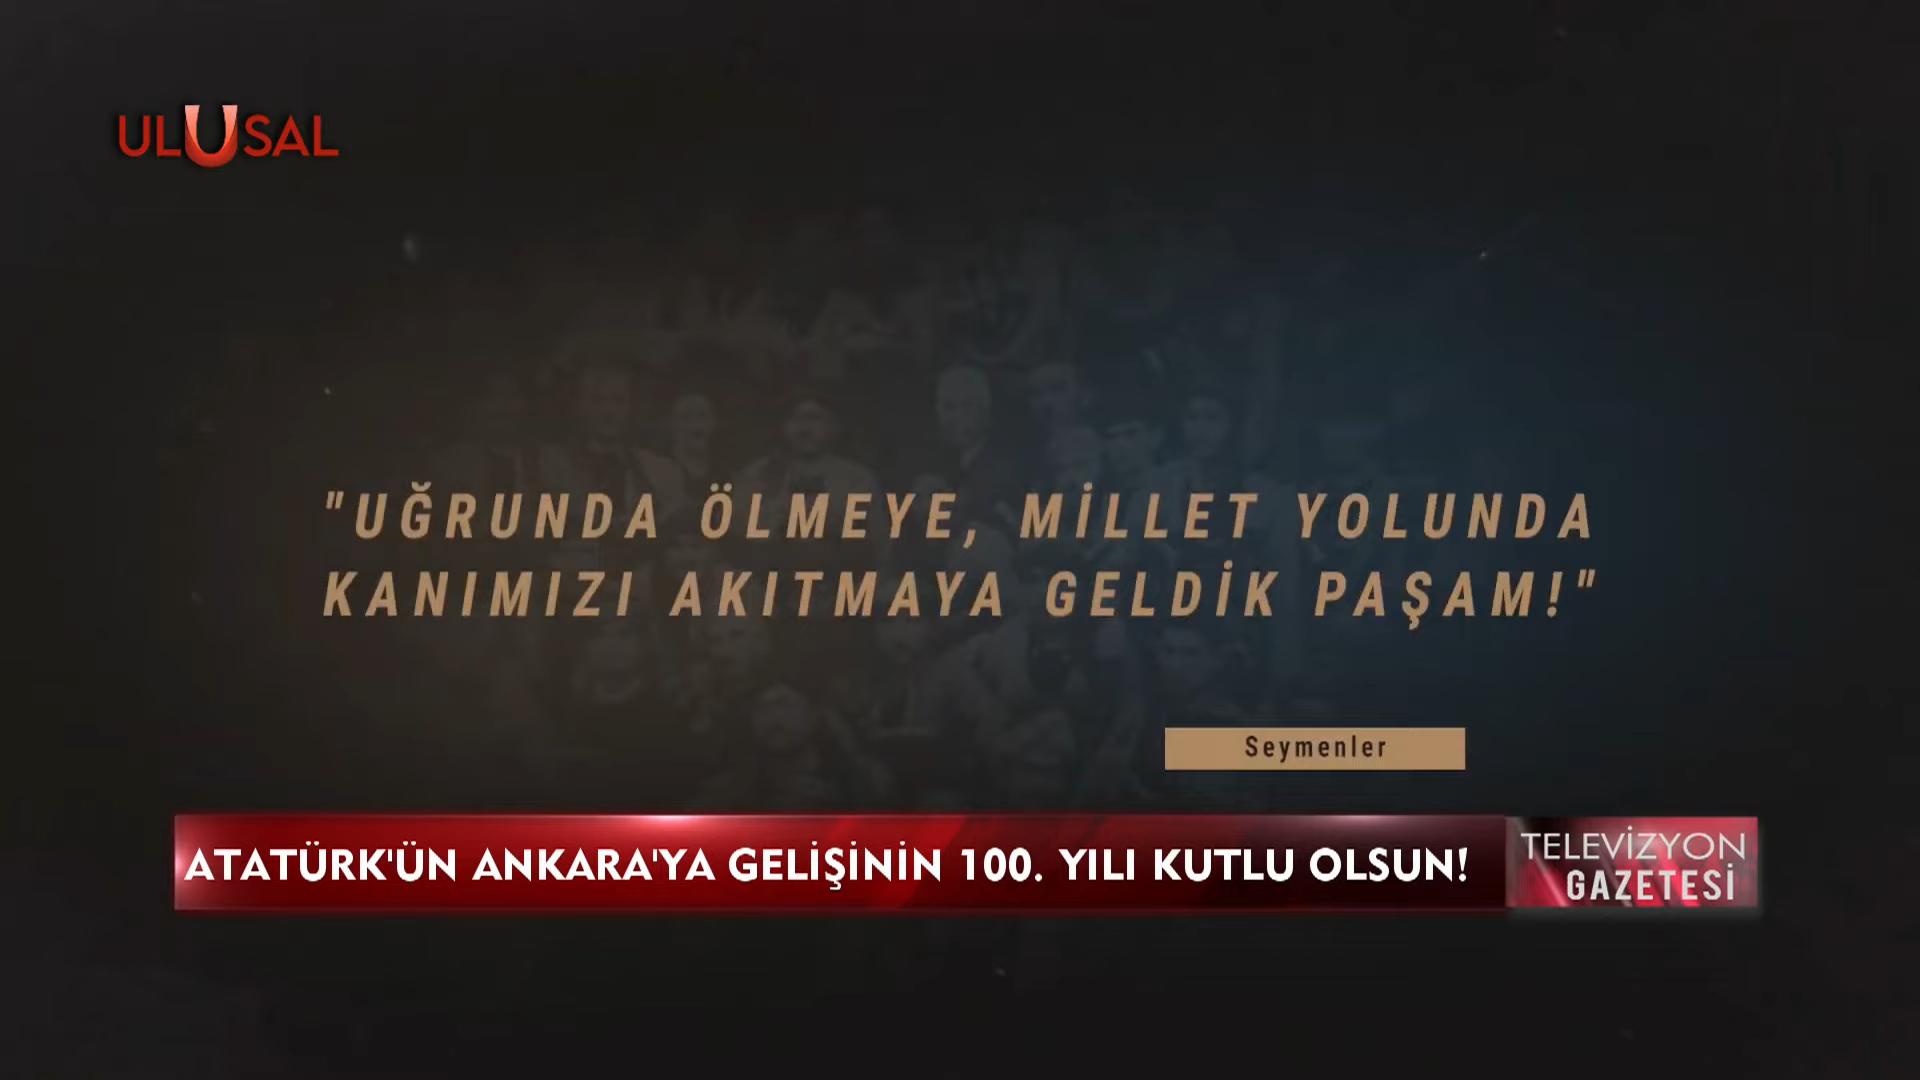 ULUSAL
"UĞRUNDA ÖLMEYE, MİLLET YOLUNDA
KANIMIZI AKITMAYA GELDİK PAŞAM!"
Seymenler
ATATÜRK'ÜN ANKARA'YA GELİŞİNİN 100. YILI KUTLU OLSUN!
TELEVİZYON
GAZETESİ